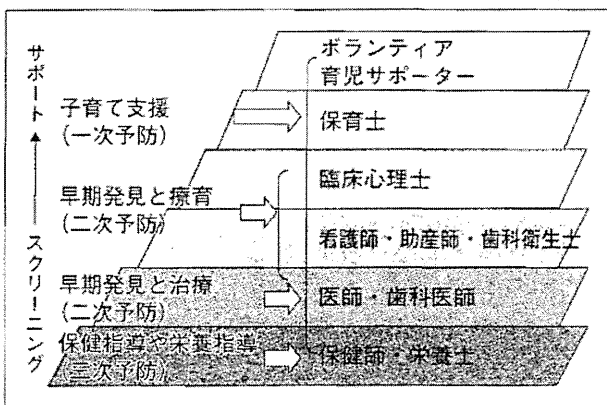 サポート
スクリーニング
ボランティア
育児サポーター
子育て支援
(一次予防)
保育士
臨床心理士
早期発見と療育
(二次予防)
看護師・助産師・歯科衛生士
早期発見と治療
(二次予防)
医師・歯科医師
保健指導や栄養指導
(三次予防)
保健師・栄養士